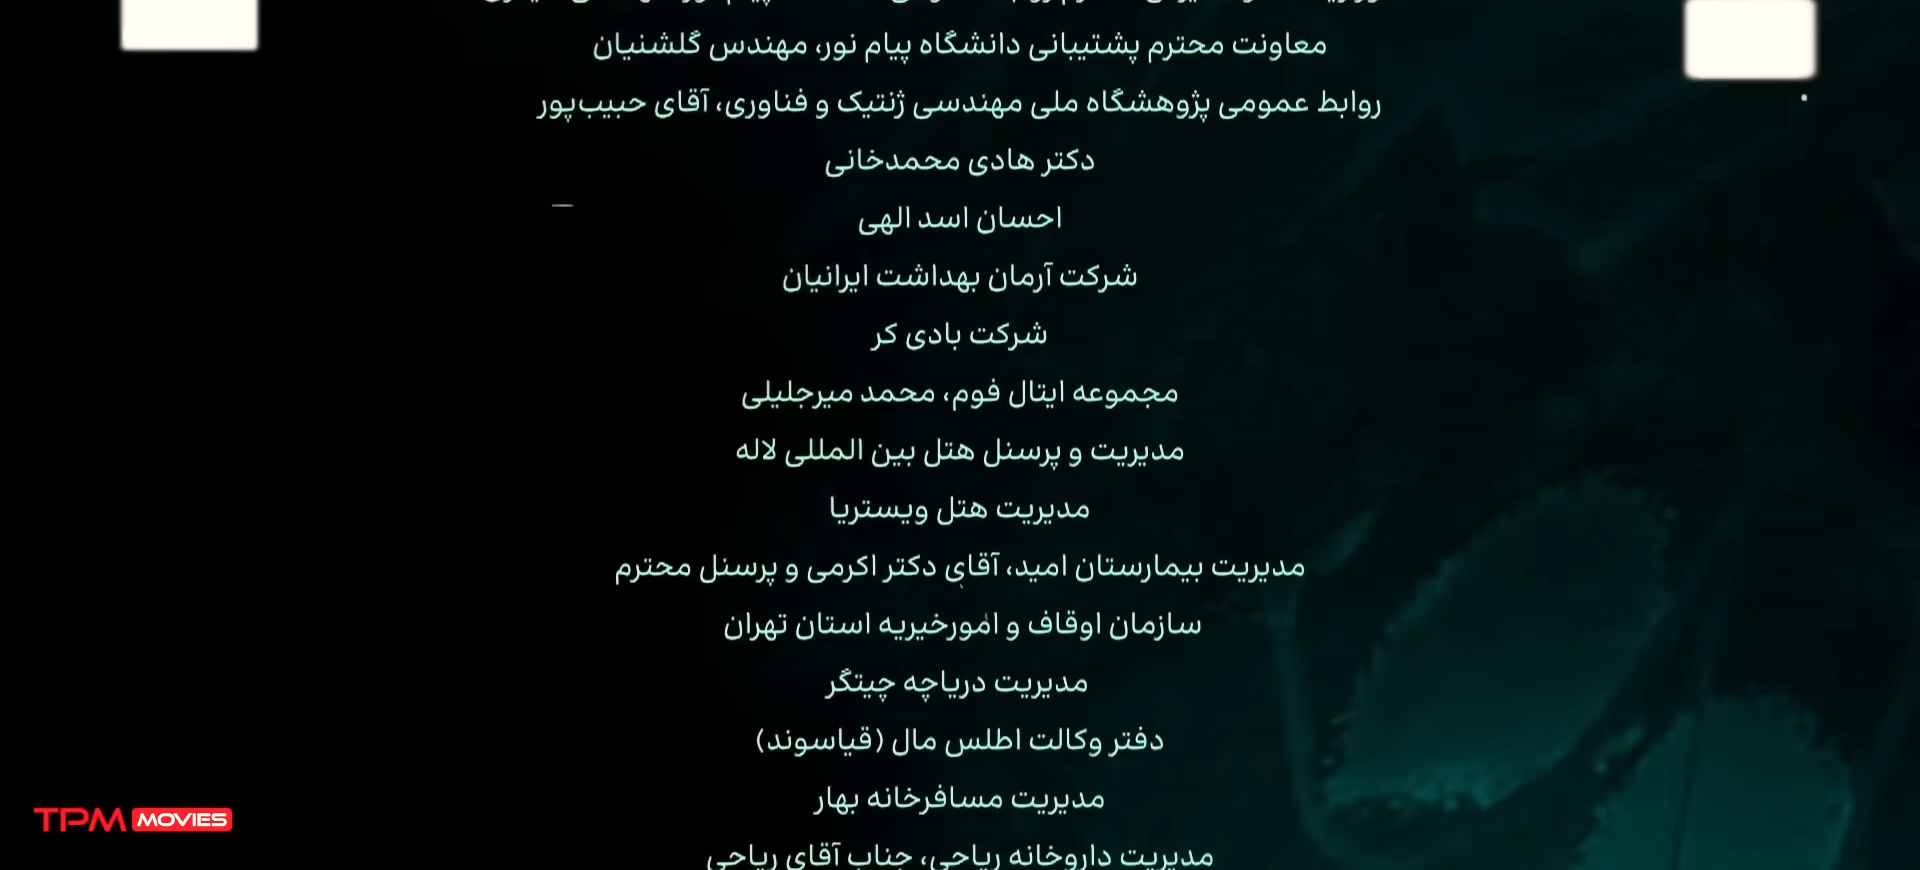 معاونت محترم پشتیبانی دانشگاه پیام نور، مهندس گلشنیان
روابط عمومی پژوهشگاه ملی مهندسی ژنتیک و فناوری، آقای حبیب‌پور
دکتر هادی محمدخانی
احسان اسد الهی
شرکت آرمان بهداشت ایرانیان
شرکت بادی کر
مجموعه ایتال فوم، محمد میرجلیلی
مدیریت و پرسنل هتل بین المللی لاله
مدیریت هتل ویستریا
مدیریت بیمارستان امید، آقای دکتر اکرمی و پرسنل محترم
سازمان اوقاف و امورخیریه استان تهران
مدیریت دریاچه چیتگر
دفتر وکالت اطلس مال (قیاسوند)
مدیریت مسافرخانه بهار
مدیریت داروخانه ریاحی، جناب آقای ریاحی
TPM MOVIES